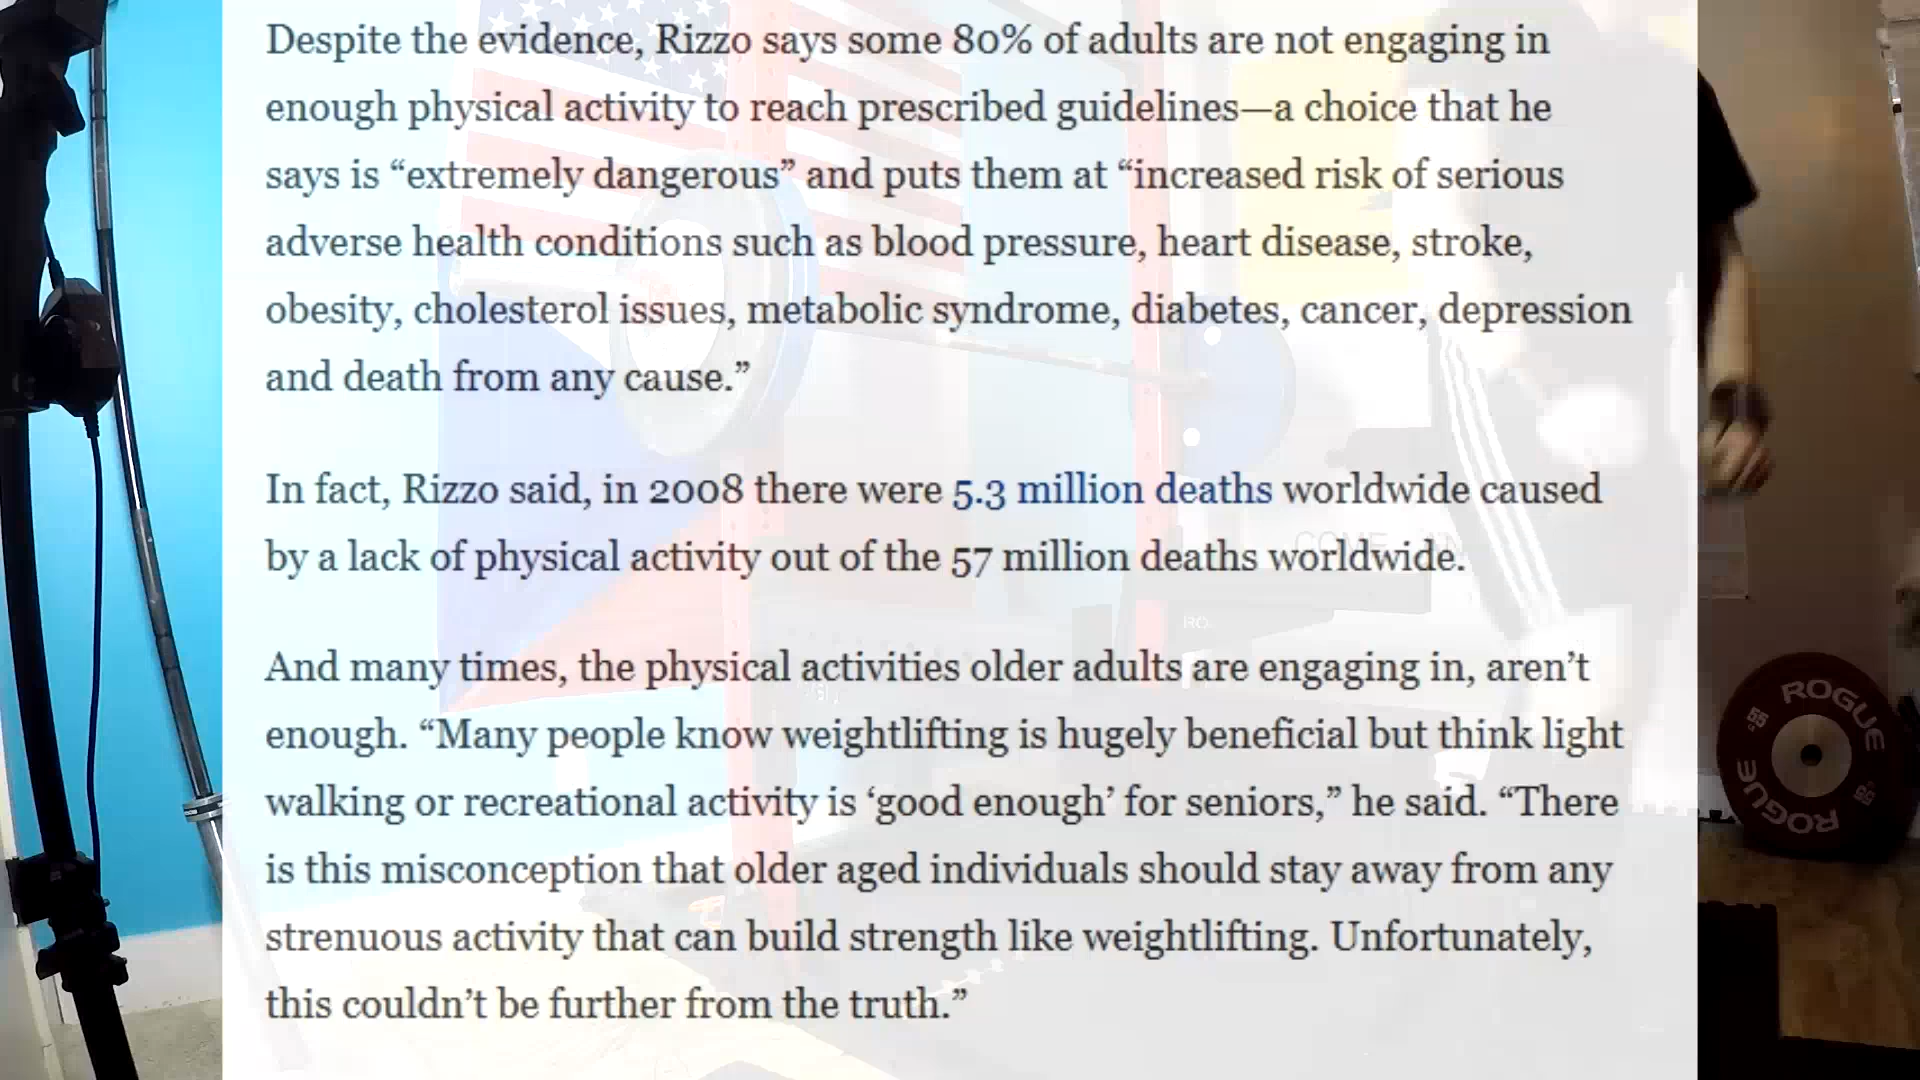 Despite the evidence, Rizzo says some 80% of adults are not engaging in
enough physical activity to reach prescribed guidelines—a choice that he
says is “extremely dangerous” and puts them at “increased risk of serious
adverse health conditions such as blood pressure, heart disease, stroke,
obesity, cholesterol issues, metabolic syndrome, diabetes, cancer, depression
and death from any cause.”
In fact, Rizzo said, in 2008 there were 5.3 million deaths worldwide caused
by a lack of physical activity out of the 57 million deaths worldwide.
And many times, the physical activities older adults are engaging in, aren’t
enough. “Many people know weightlifting is hugely beneficial but think light
walking or recreational activity is ‘good enough’ for seniors,” he said. “There
is this misconception that older aged individuals should stay away from any
strenuous activity that can build strength like weightlifting. Unfortunately,
this couldn’t be further from the truth.”
COME AN
RO
ROGUE
55
ROGUE
55